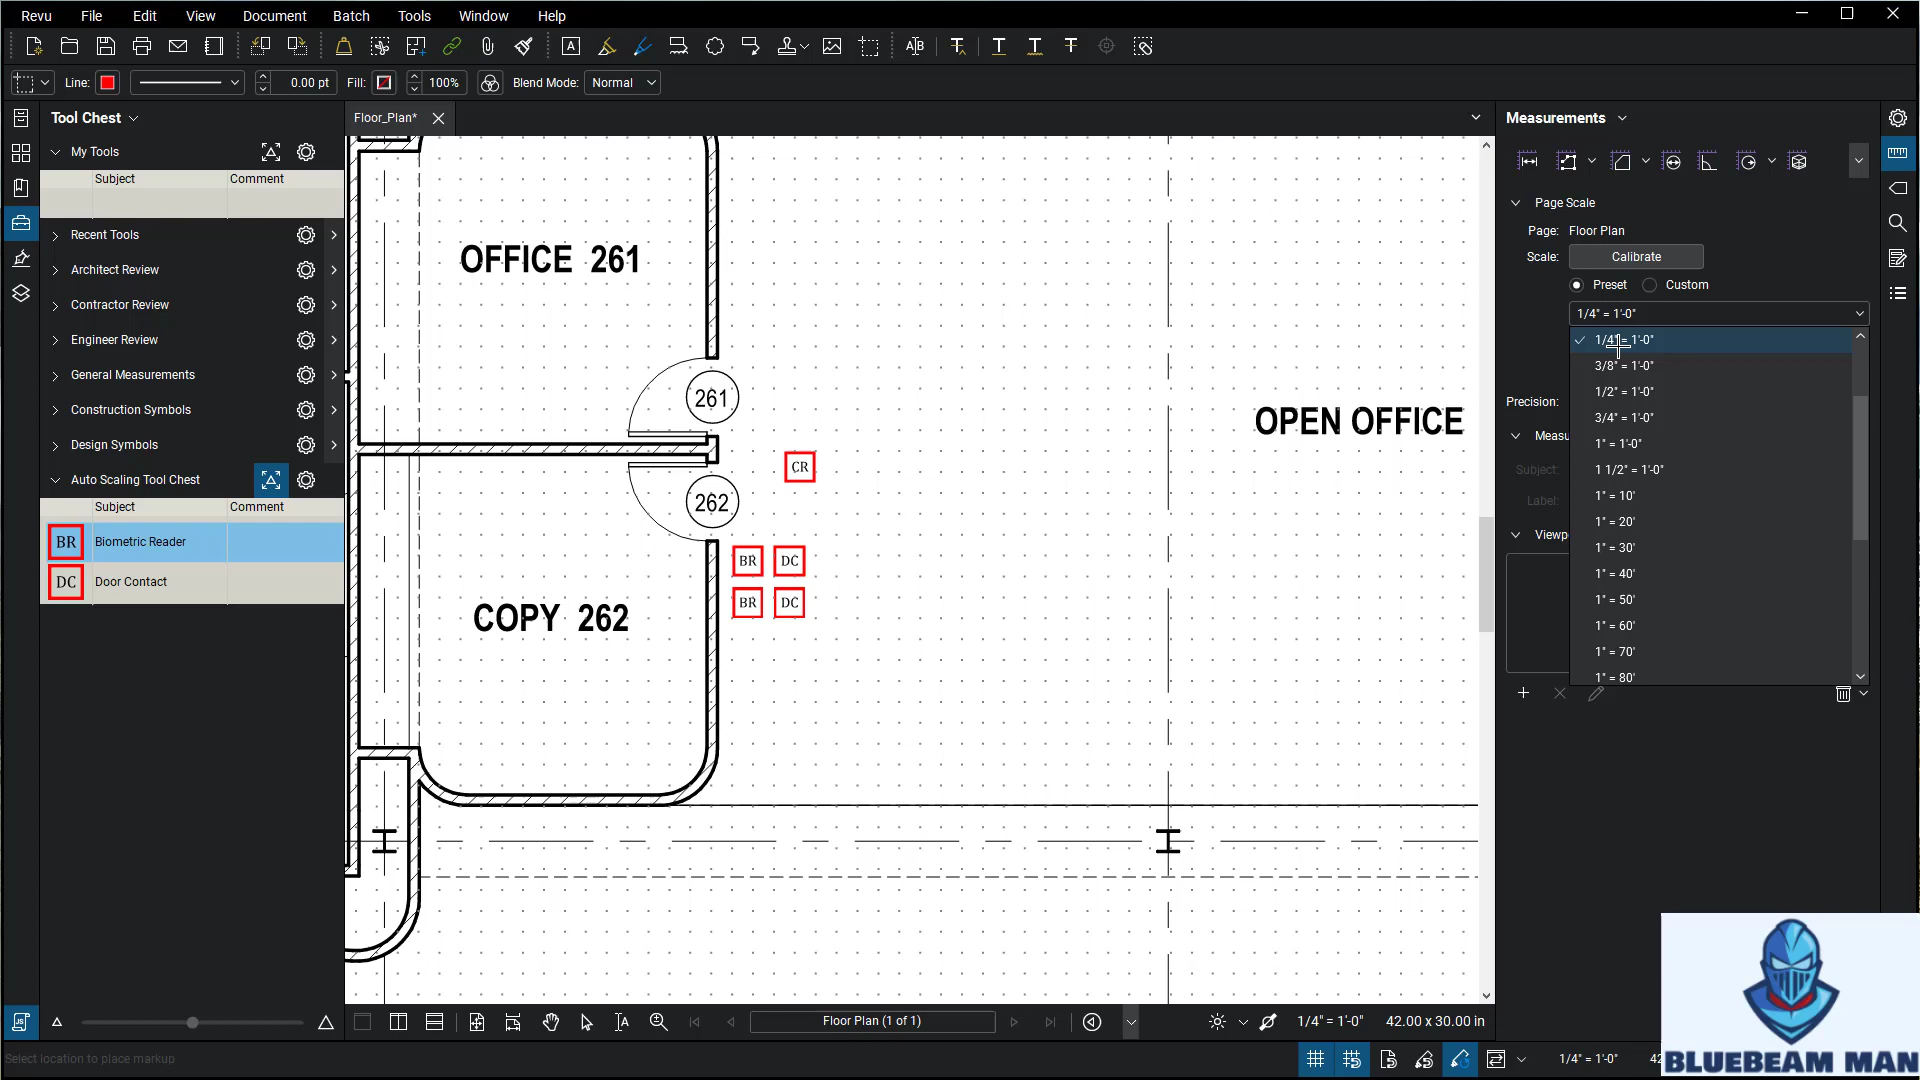 Revu File Edit View Document Batch Tools Window Help
Line: 0.00 pt Fill: 100% Blend Mode: Normal
Tool Chest
My Tools
Subject Comment
Recent Tools
Architect Review
Contractor Review
Engineer Review
General Measurements
Construction Symbols
Design Symbols
Auto Scaling Tool Chest
Subject Comment
BR Biometric Reader
DC Door Contact
Floor_Plan*
OFFICE 261
261
OPEN OFFICE
CR
262
BR DC
BR DC
COPY 262
Measurements
Page Scale
Page: Floor Plan
Scale: Calibrate
Preset Custom
1/4" = 1'-0"
1/4" = 1'-0"
3/8" = 1'-0"
1/2" = 1'-0"
Precision:
3/4" = 1'-0"
Measu
1" = 1'-0"
Subject:
1 1/2" = 1'-0"
Label:
1" = 10'
1" = 20'
Viewp
1" = 30'
1" = 40'
1" = 50'
1" = 60'
1" = 70'
1" = 80'
Floor Plan (1 of 1) 1/4" = 1'-0" 42.00 x 30.00 in
Select location to place markup
1/4" = 1'-0" 42
BLUEBEAM MAN